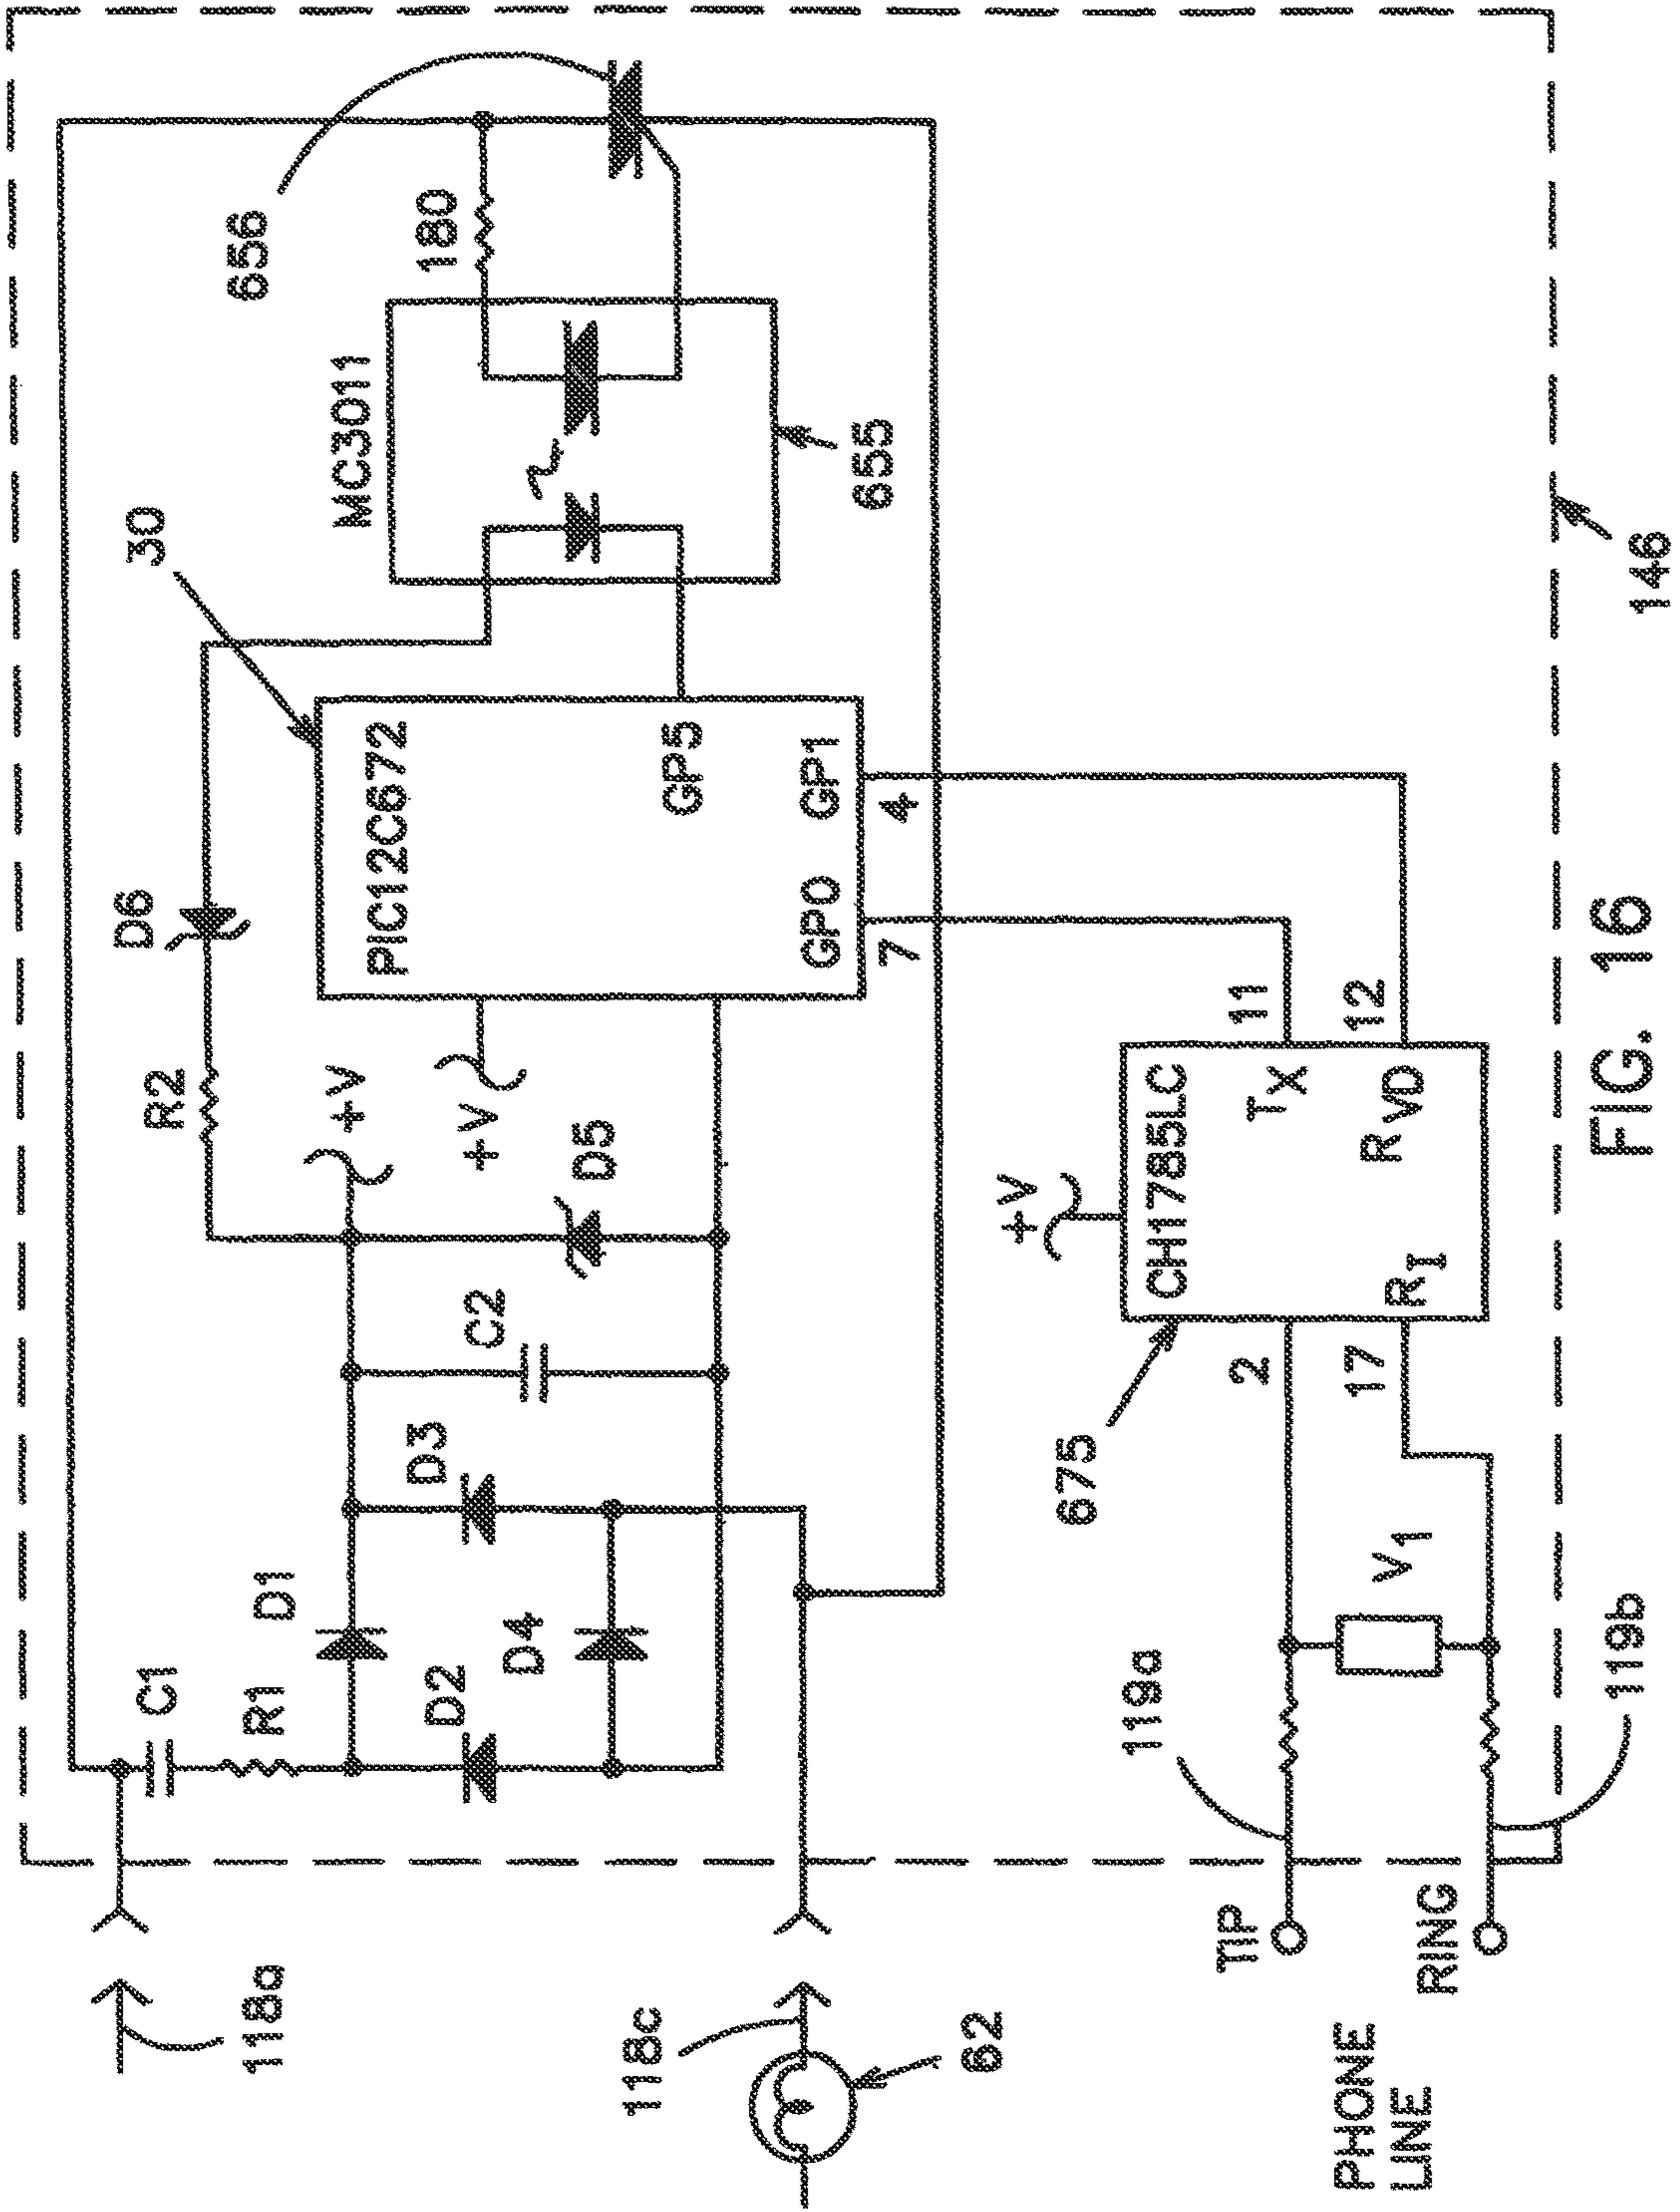 118a
118c
62
PHONE
LINE
TIP
RING
C1
R1
D1
D2
D3
D4
C2
D5
+V
+V
R2
D6
30
PIC12C672
GP5
GP0
GP1
7
4
MC3011
655
180
656
119a
119b
V1
675
2
17
+V
CH1785LC
TX
RVD
RI
11
12
146
FIG. 16